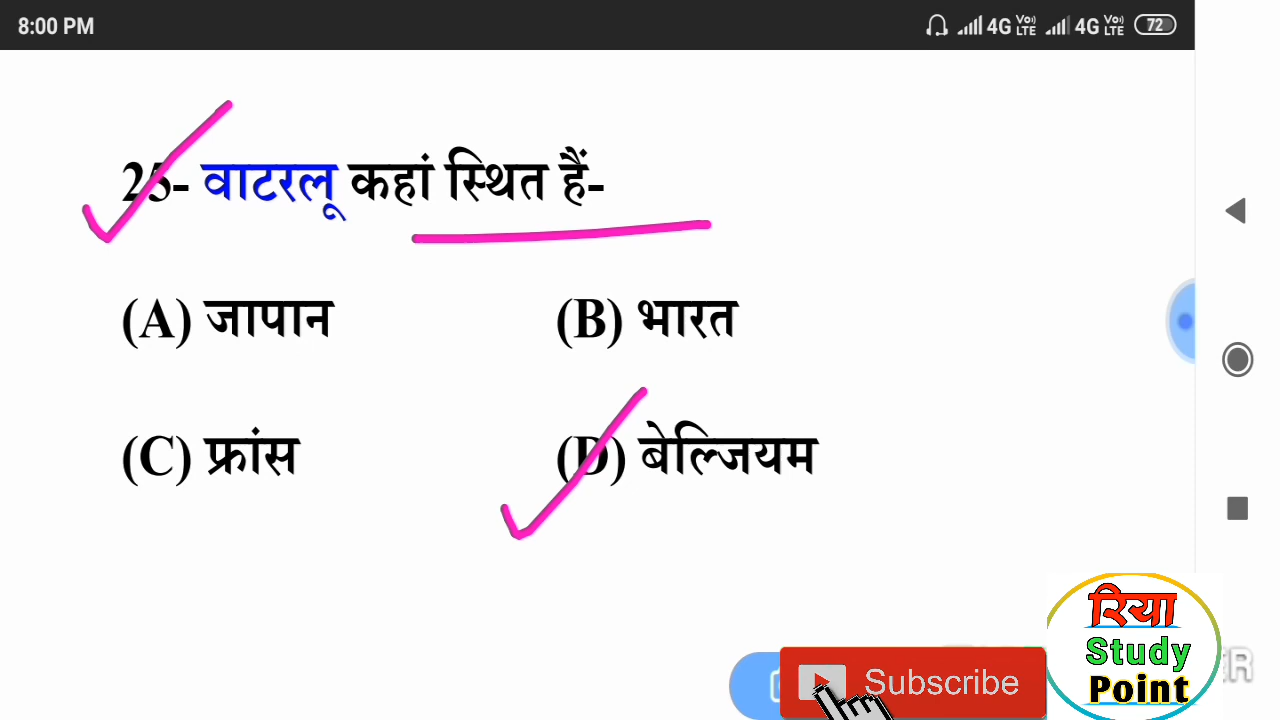 8:00 PM 4G VoLTE 4G VoLTE 72
25- वाटरलू कहां स्थित हैं-
(A) जापान (B) भारत
(C) फ्रांस (D) बेल्जियम
रिया
Study
Point
Subscribe